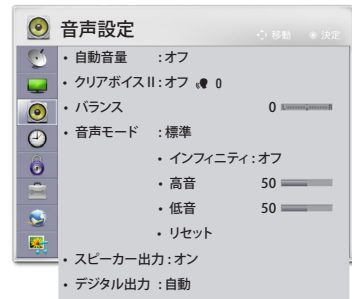 音声設定
移動 決定
・ 自動音量 : オフ
・ クリアボイス II : オフ 0
・ バランス 0 L R
・ 音声モード : 標準
・ インフィニティ : オフ
・ 高音 50
・ 低音 50
・ リセット
・ スピーカー出力 : オン
・ デジタル出力 : 自動